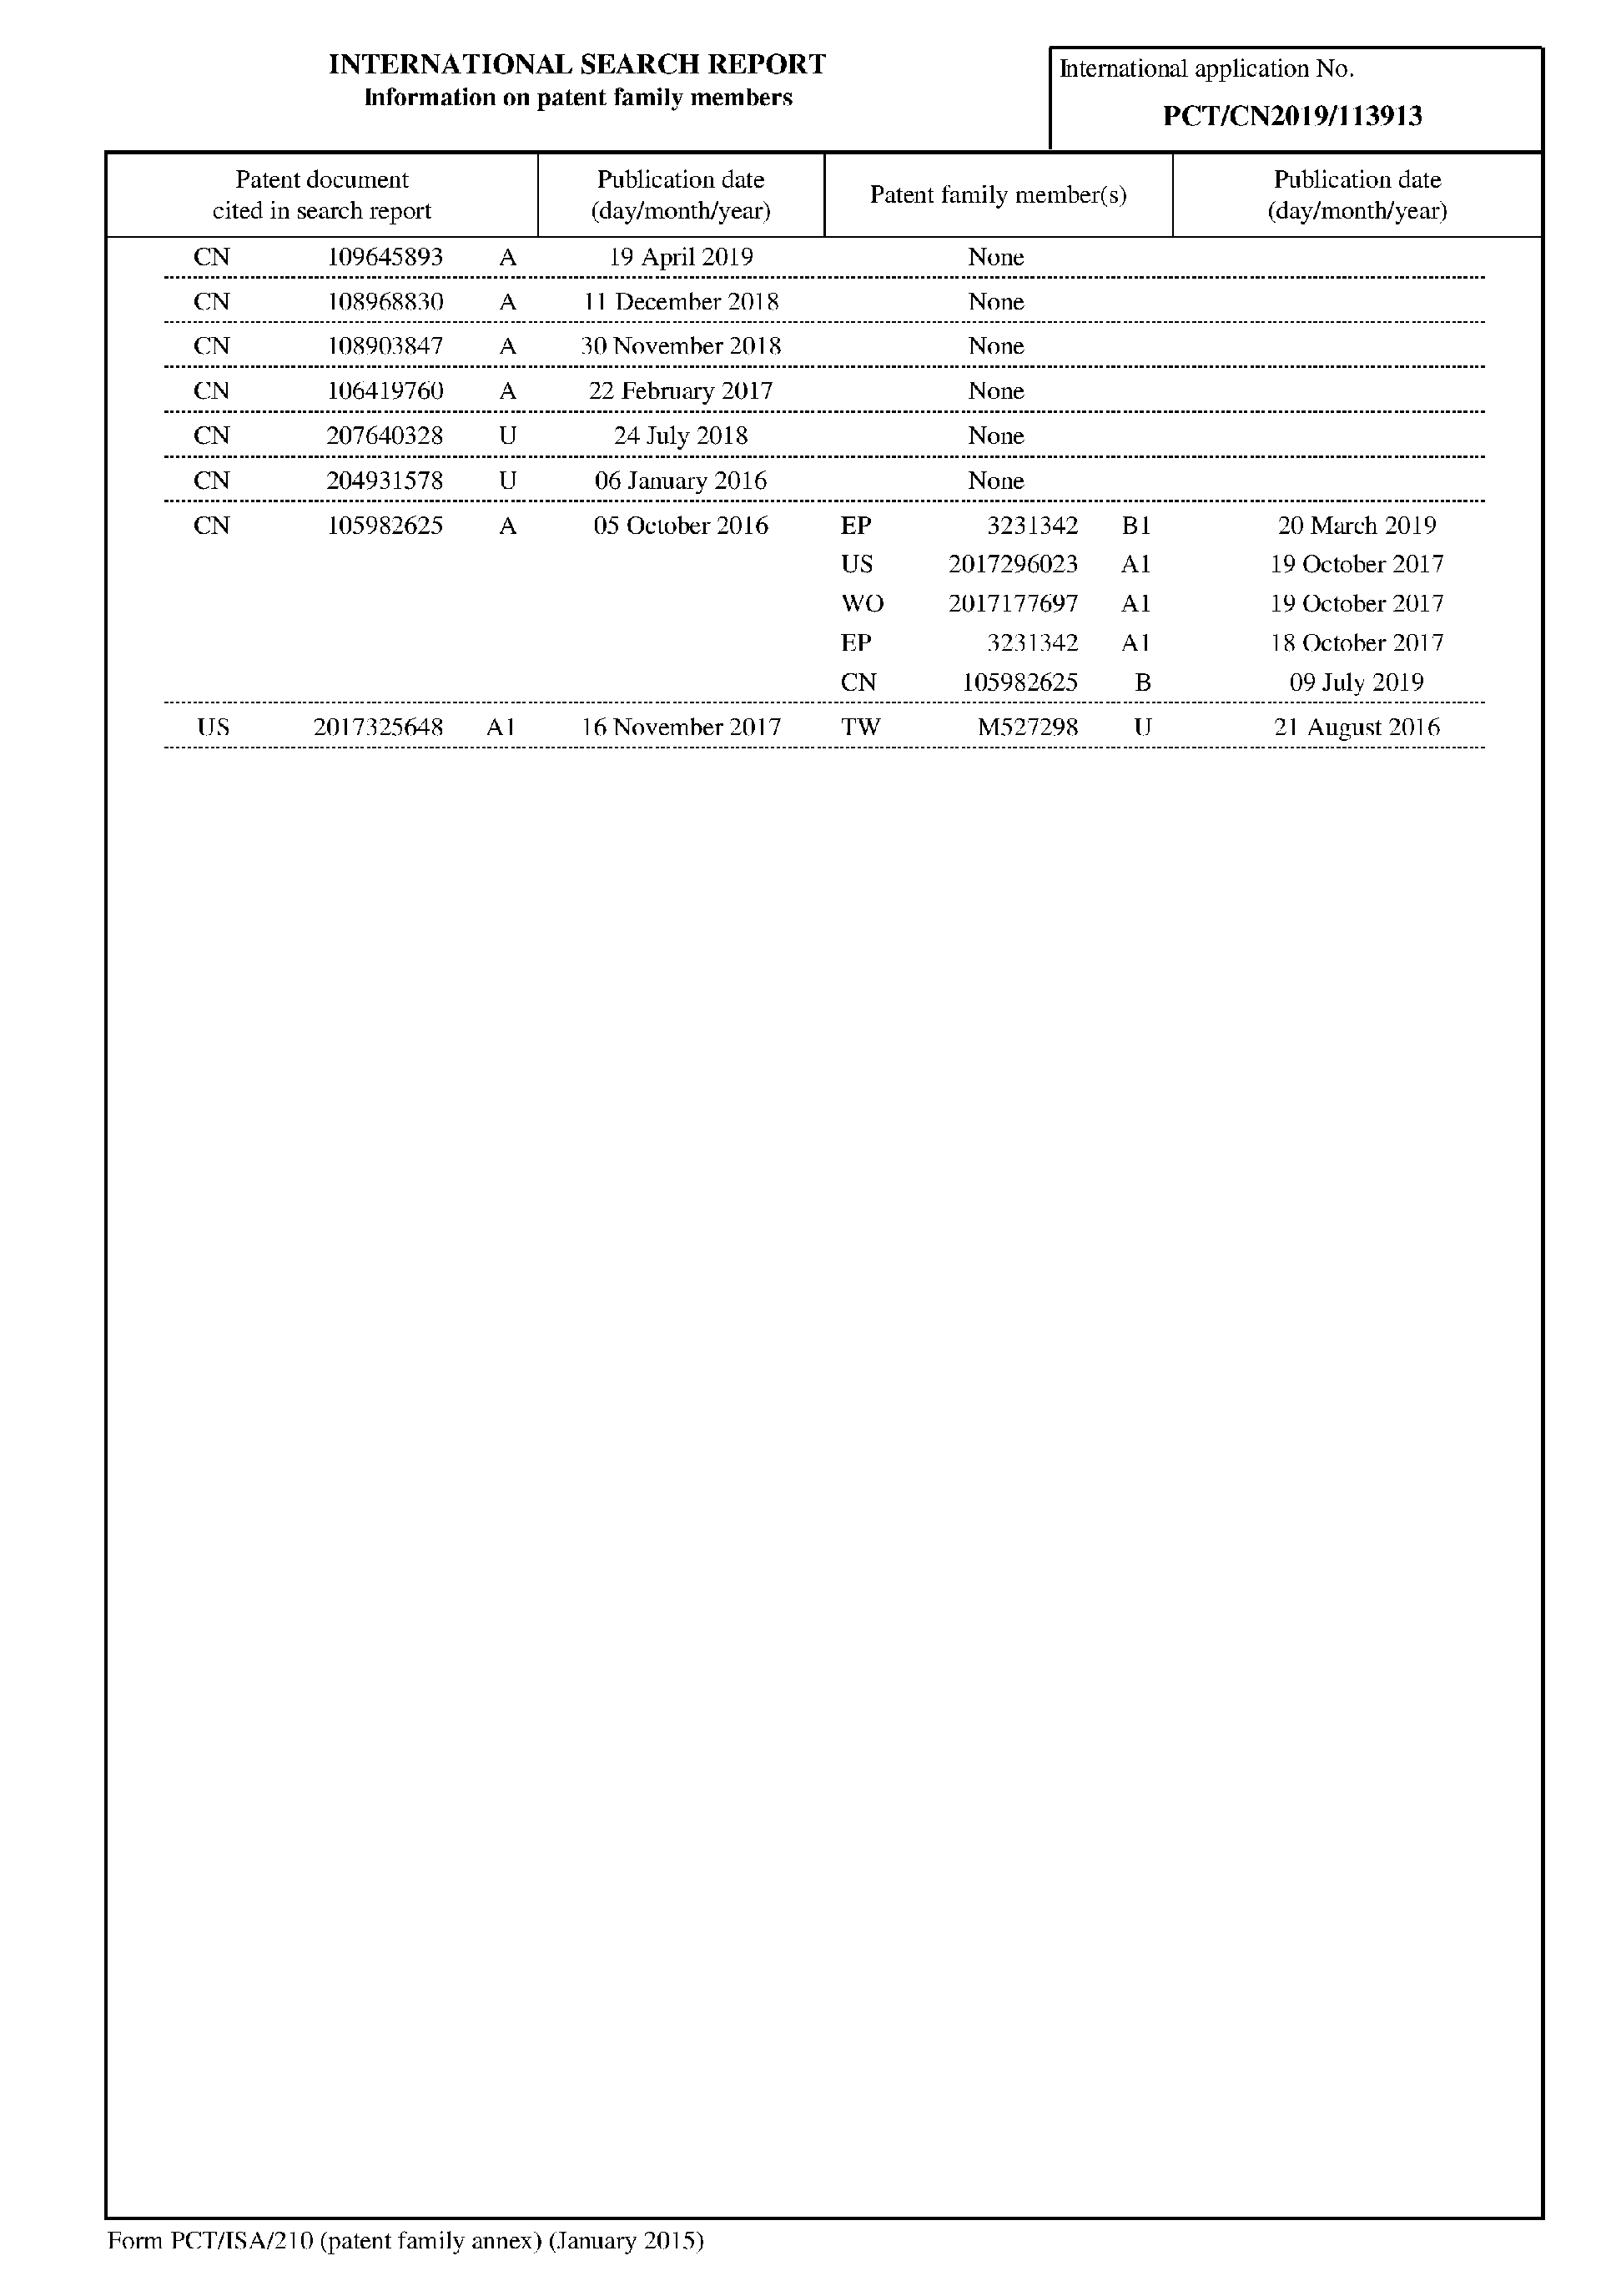 INTERNATIONAL SEARCH REPORT
Information on patent family members
International application No.
PCT/CN2019/113913
Patent document
cited in search report
Publication date
(day/month/year)
Patent family member(s)
Publication date
(day/month/year)
CN 109645893 A 19 April 2019 None
CN 108968830 A 11 December 2018 None
CN 108903847 A 30 November 2018 None
CN 106419760 A 22 February 2017 None
CN 207640328 U 24 July 2018 None
CN 204931578 U 06 January 2016 None
CN 105982625 A 05 October 2016 EP 3231342 B1 20 March 2019
US 2017296023 A1 19 October 2017
WO 2017177697 A1 19 October 2017
EP 3231342 A1 18 October 2017
CN 105982625 B 09 July 2019
US 2017325648 A1 16 November 2017 TW M527298 U 21 August 2016
Form PCT/ISA/210 (patent family annex) (January 2015)